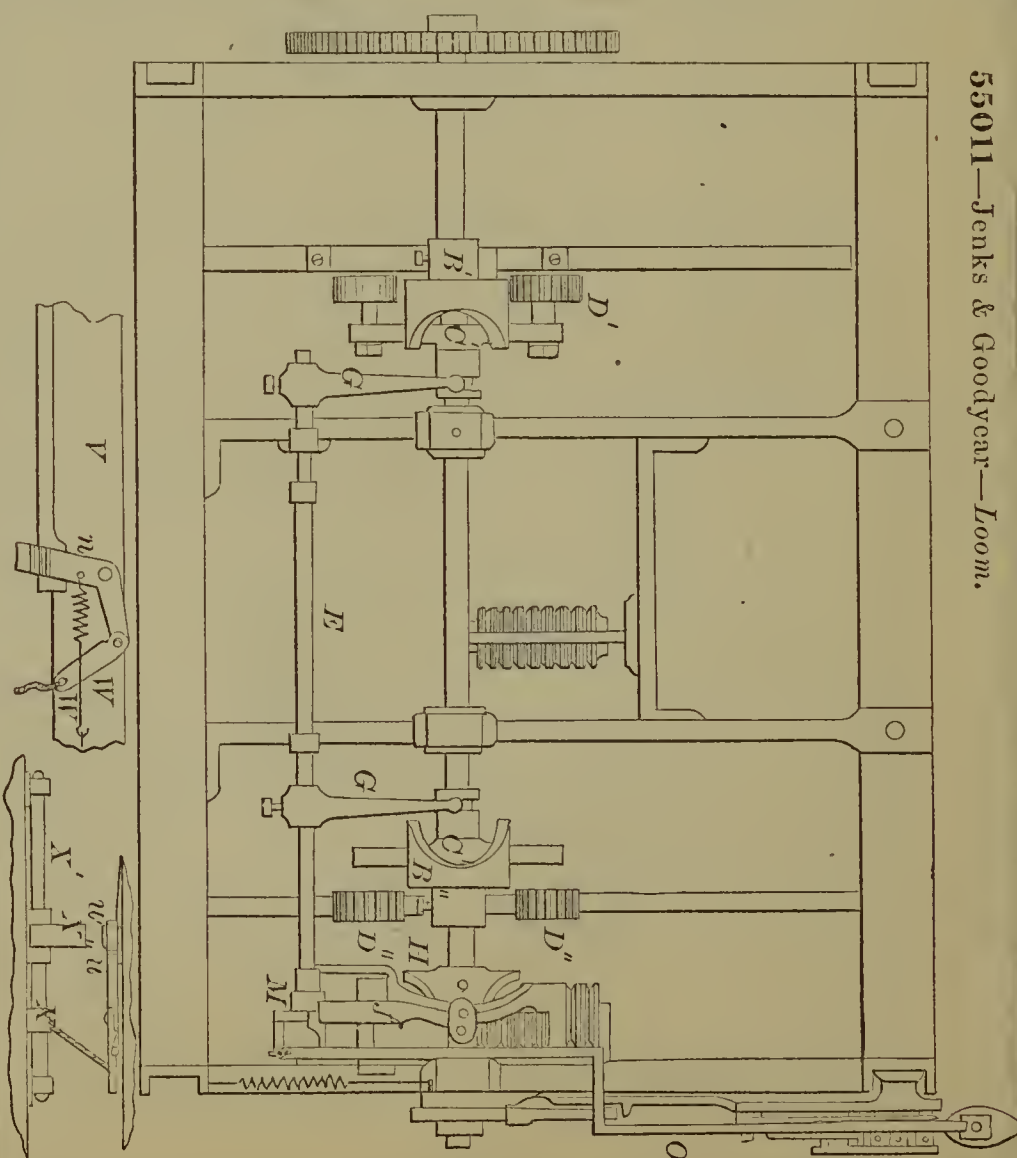 55011—Jenks & Goodyear—Loom.
B'
D'
C'
G
V
n
E
W
W'
G
C'
B''
D''
D''
H
X'
X''
n'
n
X
M
O